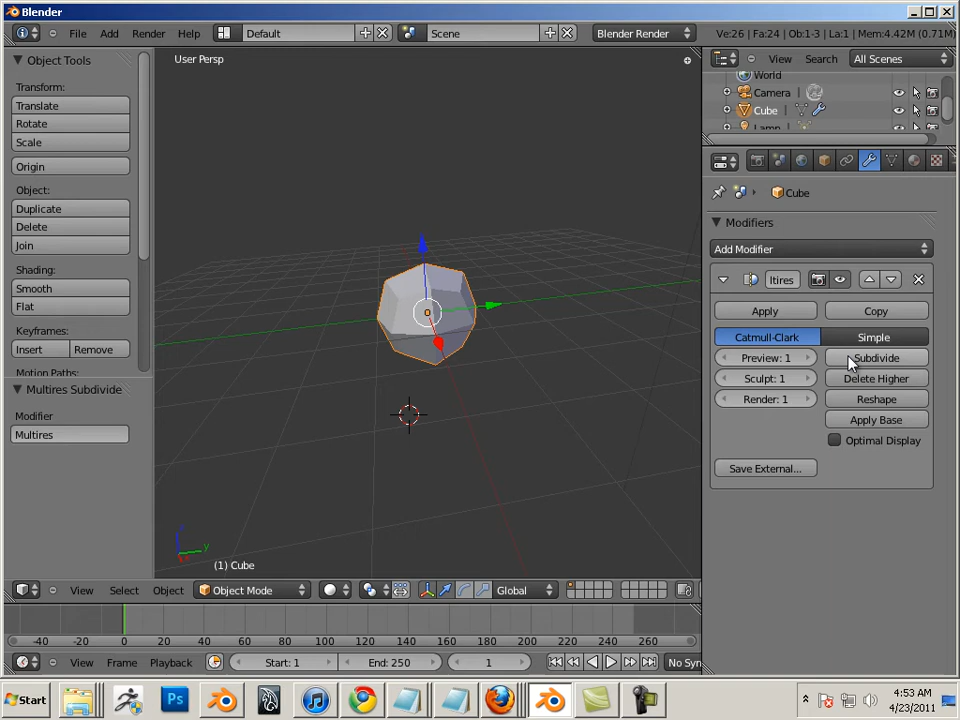 Blender
File Add Render Help Default Scene Blender Render Ve:26 | Fa:24 | Ob:1-3 | La:1 | Mem:4.42M (0.71M)
Object Tools
Transform:
Translate
Rotate
Scale
Origin
Object:
Duplicate
Delete
Join
Shading:
Smooth
Flat
Keyframes:
Insert Remove
Motion Paths:
Multires Subdivide
Modifier
Multires
User Persp
z
y
(1) Cube
View Search All Scenes
World
Camera
Cube
Lamp
Cube
Modifiers
Add Modifier
ltires
Apply Copy
Catmull-Clark Simple
Preview: 1 Subdivide
Sculpt: 1 Delete Higher
Render: 1 Reshape
Apply Base
Optimal Display
Save External...
View Select Object Object Mode Global
-40 -20 0 20 40 60 80 100 120 140 160 180 200 220 240 260
View Frame Playback Start: 1 End: 250 1 No Syn
Start Ps 4:53 AM
4/23/2011